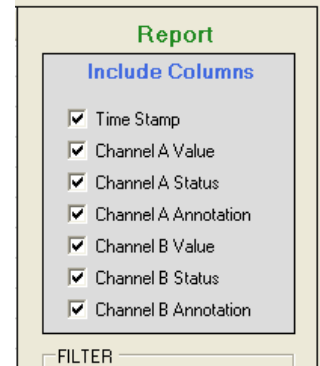 Report
Include Columns
Time Stamp
Channel A Value
Channel A Status
Channel A Annotation
Channel B Value
Channel B Status
Channel B Annotation
FILTER